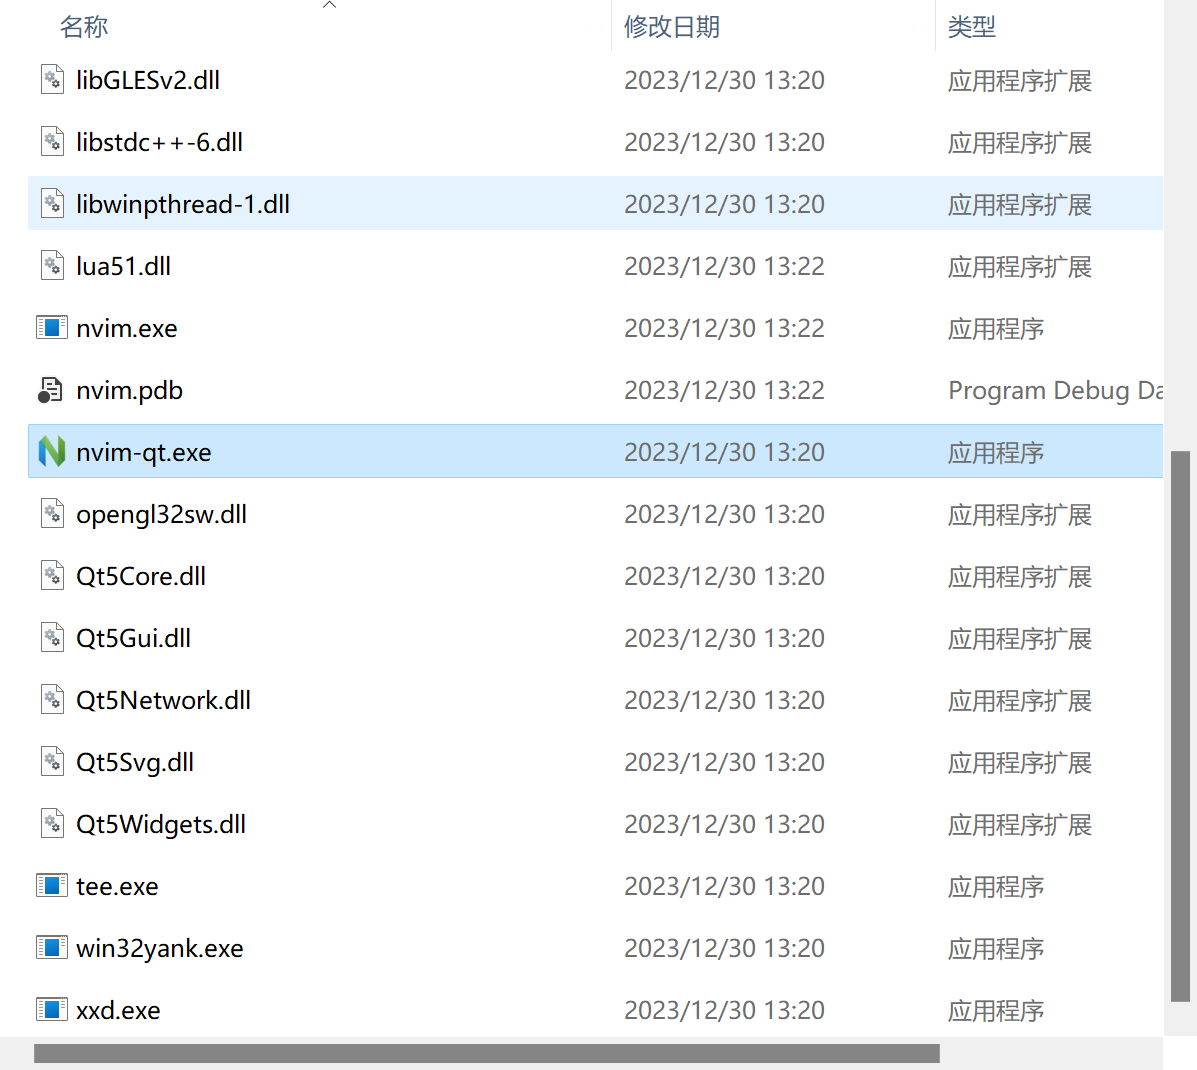 名称 修改日期 类型
libGLESv2.dll 2023/12/30 13:20 应用程序扩展
libstdc++-6.dll 2023/12/30 13:20 应用程序扩展
libwinpthread-1.dll 2023/12/30 13:20 应用程序扩展
lua51.dll 2023/12/30 13:22 应用程序扩展
nvim.exe 2023/12/30 13:22 应用程序
nvim.pdb 2023/12/30 13:22 Program Debug Da
nvim-qt.exe 2023/12/30 13:20 应用程序
opengl32sw.dll 2023/12/30 13:20 应用程序扩展
Qt5Core.dll 2023/12/30 13:20 应用程序扩展
Qt5Gui.dll 2023/12/30 13:20 应用程序扩展
Qt5Network.dll 2023/12/30 13:20 应用程序扩展
Qt5Svg.dll 2023/12/30 13:20 应用程序扩展
Qt5Widgets.dll 2023/12/30 13:20 应用程序扩展
tee.exe 2023/12/30 13:20 应用程序
win32yank.exe 2023/12/30 13:20 应用程序
xxd.exe 2023/12/30 13:20 应用程序